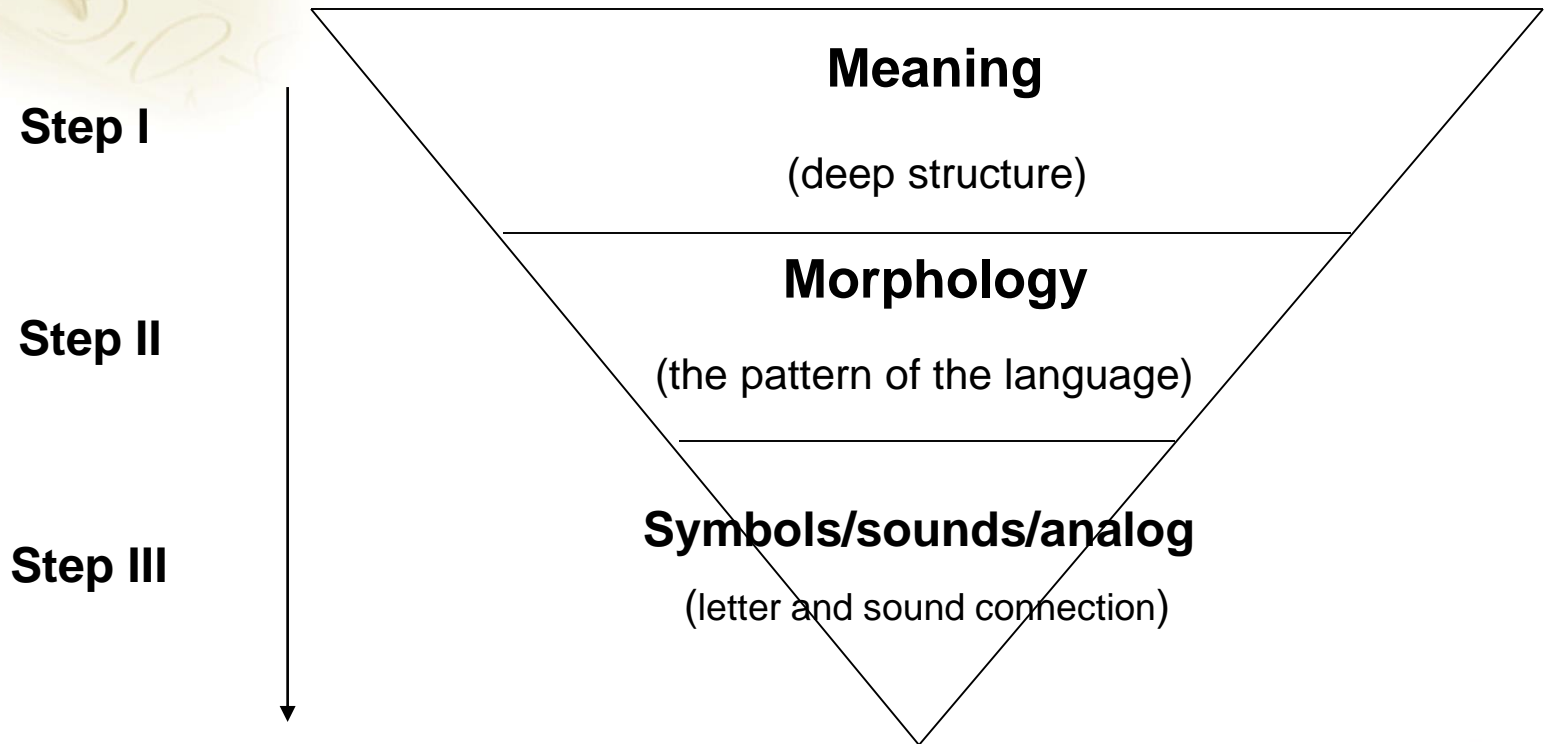 Meaning
Step I
(deep structure)
Morphology
Step II
(the pattern of the language)
Symbols/sounds/analog
Step III
(letter and sound connection)